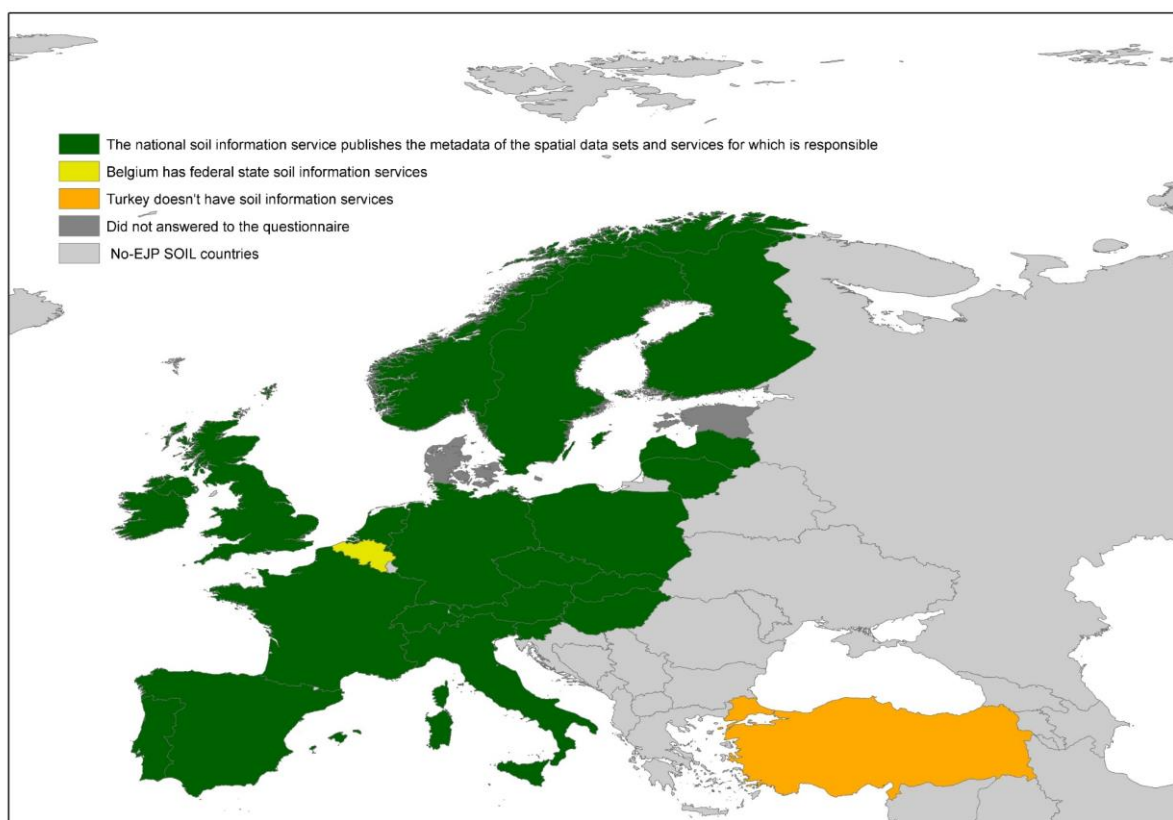 The national soil information service publishes the metadata of the spatial data sets and services for which is responsible
Belgium has federal state soil information services
Turkey doesn't have soil information services
Did not answered to the questionnaire
No-EJP SOIL countries